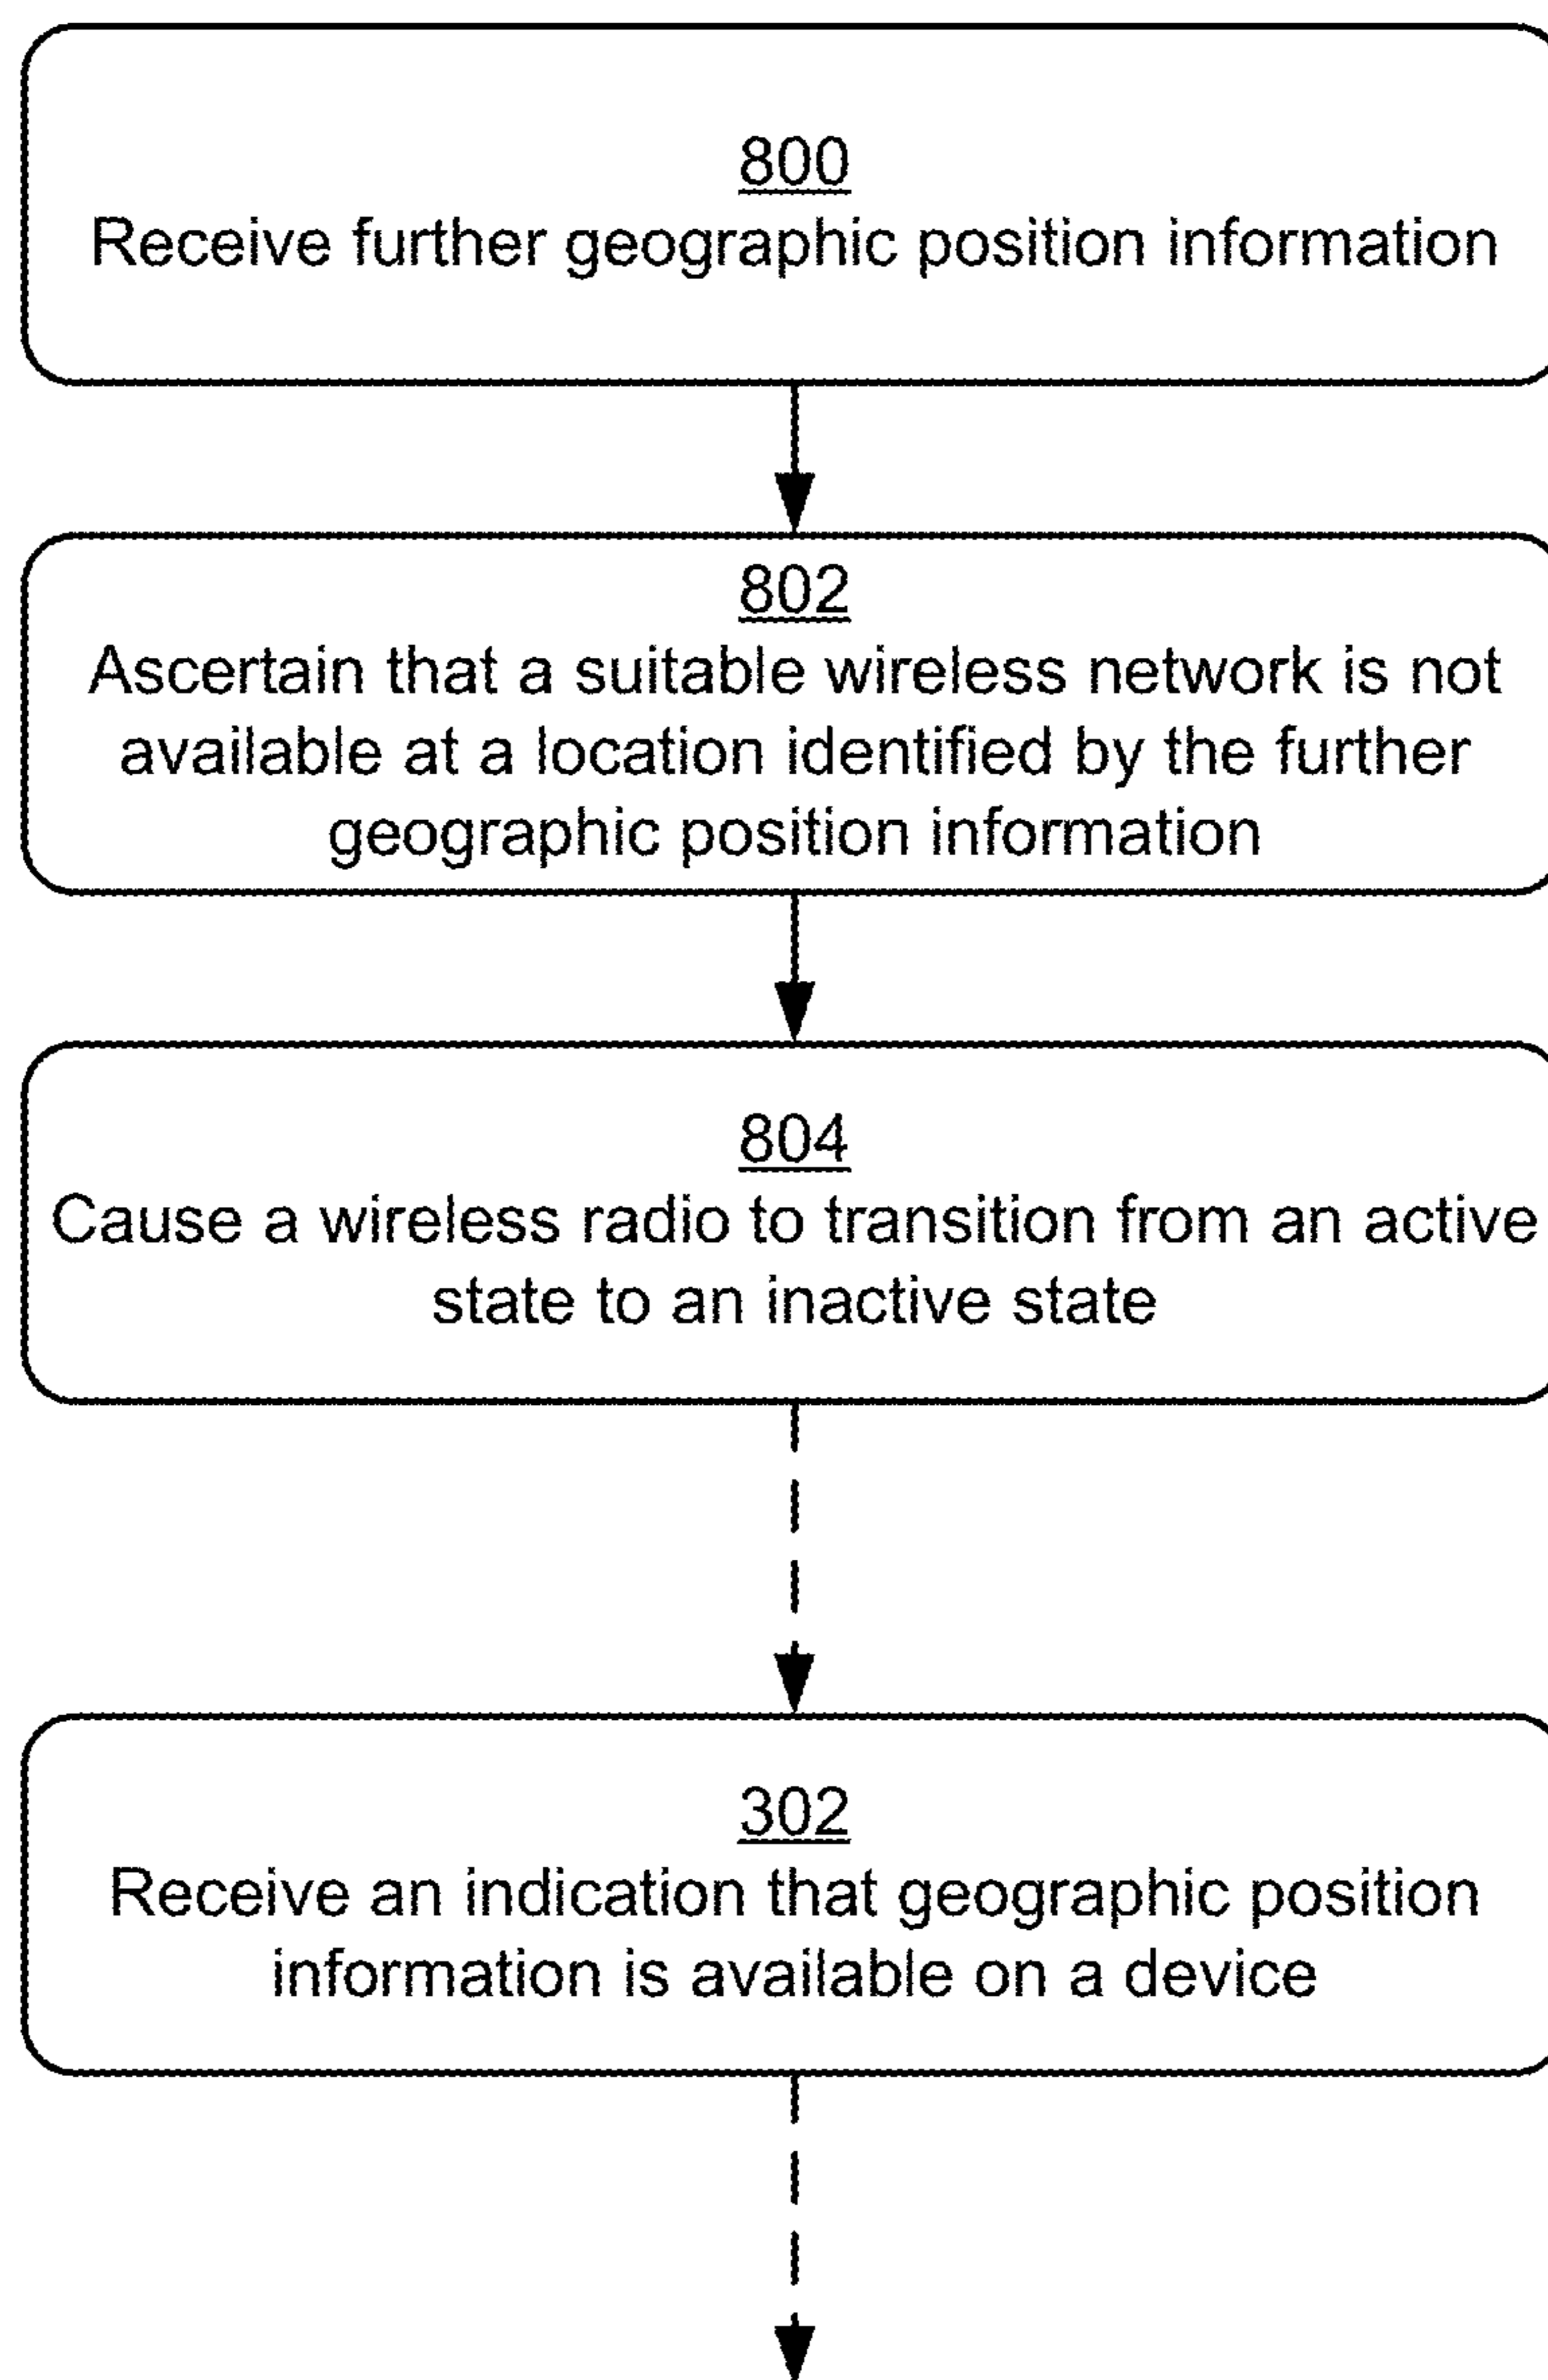 800
Receive further geographic position information
802
Ascertain that a suitable wireless network is not
available at a location identified by the further
geographic position information
804
Cause a wireless radio to transition from an active
state to an inactive state
302
Receive an indication that geographic position
information is available on a device